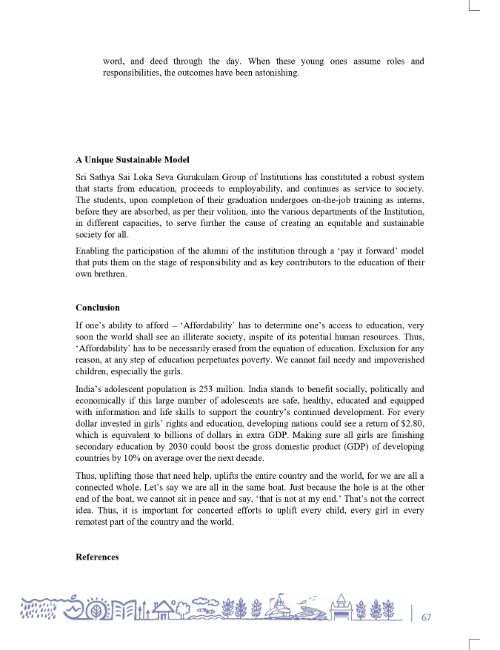 word, and deed through the day. When these young ones assume roles and
responsibilities, the outcomes have been astonishing.
A Unique Sustainable Model
Sri Sathya Sai Loka Seva Gurukulam Group of Institutions has constituted a robust system
that starts from education, proceeds to employability, and continues as service to society.
The students, upon completion of their graduation undergoes on-the-job training as interns,
before they are absorbed, as per their volition, into the various departments of the Institution,
in different capacities, to serve further the cause of creating an equitable and sustainable
society for all.
Enabling the participation of the alumni of the institution through a ‘pay it forward’ model
that puts them on the stage of responsibility and as key contributors to the education of their
own brethren.
Conclusion
If one’s ability to afford – ‘Affordability’ has to determine one’s access to education, very
soon the world shall see an illiterate society, inspite of its potential human resources. Thus,
‘Affordability’ has to be necessarily erased from the equation of education. Exclusion for any
reason, at any step of education perpetuates poverty. We cannot fail needy and impoverished
children, especially the girls.
India’s adolescent population is 253 million. India stands to benefit socially, politically and
economically if this large number of adolescents are safe, healthy, educated and equipped
with information and life skills to support the country’s continued development. For every
dollar invested in girls’ rights and education, developing nations could see a return of $2.80,
which is equivalent to billions of dollars in extra GDP. Making sure all girls are finishing
secondary education by 2030 could boost the gross domestic product (GDP) of developing
countries by 10% on average over the next decade.
Thus, uplifting those that need help, uplifts the entire country and the world, for we are all a
connected whole. Let’s say we are all in the same boat. Just because the hole is at the other
end of the boat, we cannot sit in peace and say, ‘that is not at my end.’ That’s not the correct
idea. Thus, it is important for concerted efforts to uplift every child, every girl in every
remotest part of the country and the world.
References
67